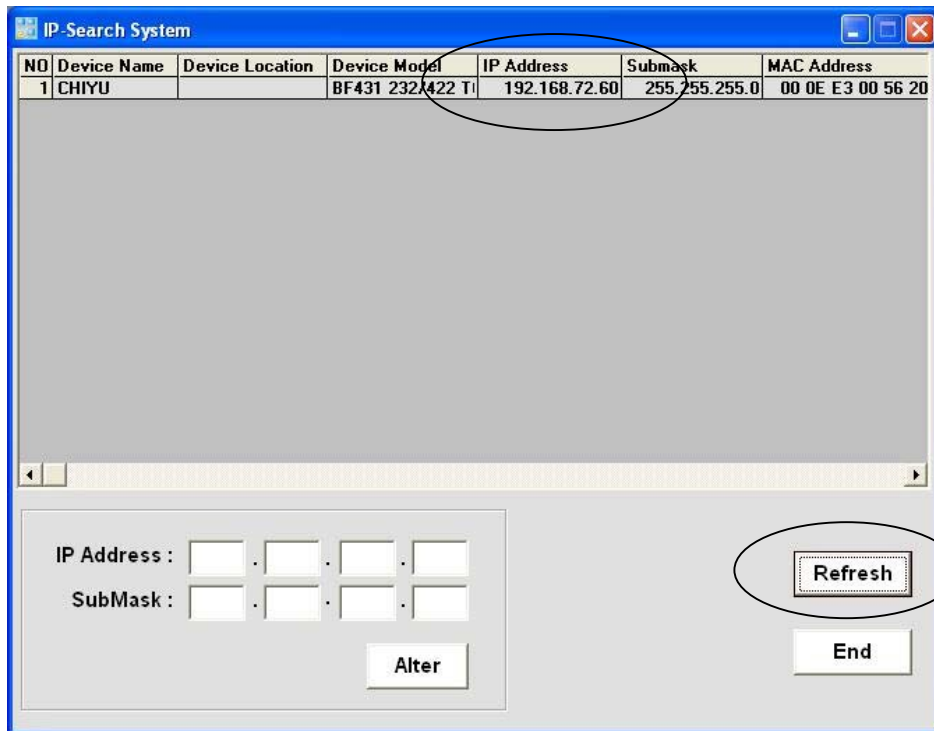 IP-Search System
NO Device Name Device Location Device Model IP Address Submask MAC Address
1 CHIYU BF431 232/422 T 192.168.72.60 255.255.255.0 00 0E E3 00 56 20
IP Address : . . .
SubMask : . . .
Refresh
Alter
End